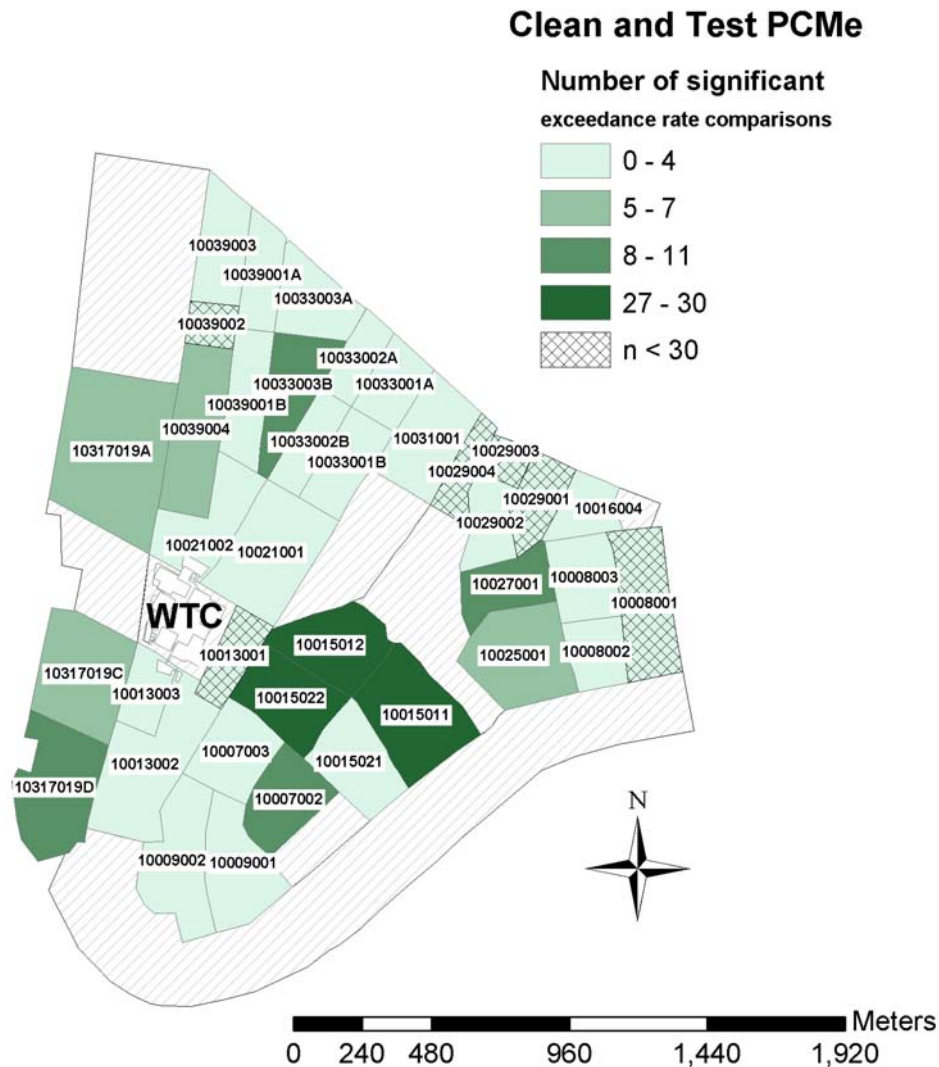 Clean and Test PCMe
Number of significant
exceedance rate comparisons
0 - 4
5 - 7
8 - 11
27 - 30
n < 30
10039003
10039001A
10033003A
10039002
10033002A
10033003B
10033001A
10039001B
10039004
10033002B
10031001
10317019A
10033001B
10029003
10029004
10029001
10016004
10029002
10021002
10021001
10027001
10008003
10008001
WTC
10015012
10013001
10025001
10008002
10317019C
10013003
10015022
10015011
10007003
10015021
10013002
10317019D
10007002
10009002
10009001
N
Meters
0 240 480 960 1,440 1,920